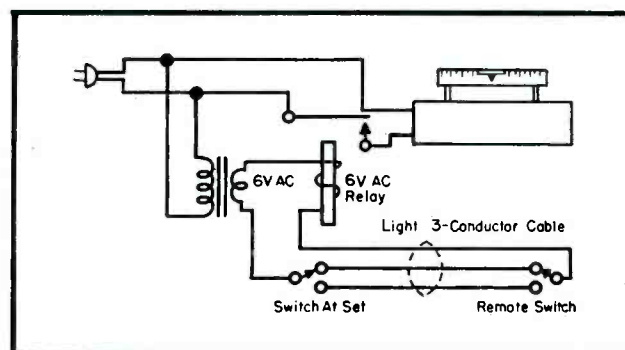 6V AC
6V AC
Relay
Light 3-Conductor Cable
Switch At Set
Remote Switch